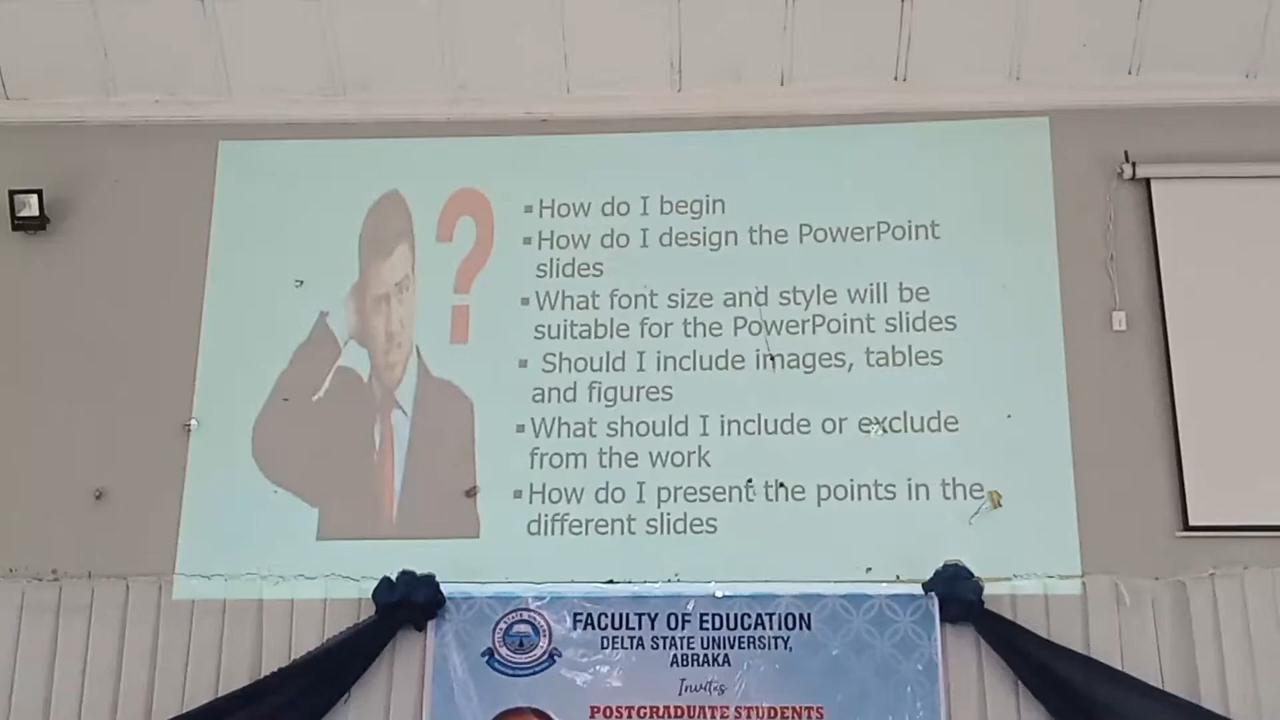 ?
▪How do I begin
▪How do I design the PowerPoint
slides
▪What font size and style will be
suitable for the PowerPoint slides
▪ Should I include images, tables
and figures
▪What should I include or exclude
from the work
▪How do I present the points in the
different slides
FACULTY OF EDUCATION
DELTA STATE UNIVERSITY,
ABRAKA
Invites
POSTGRADUATE STUDENTS